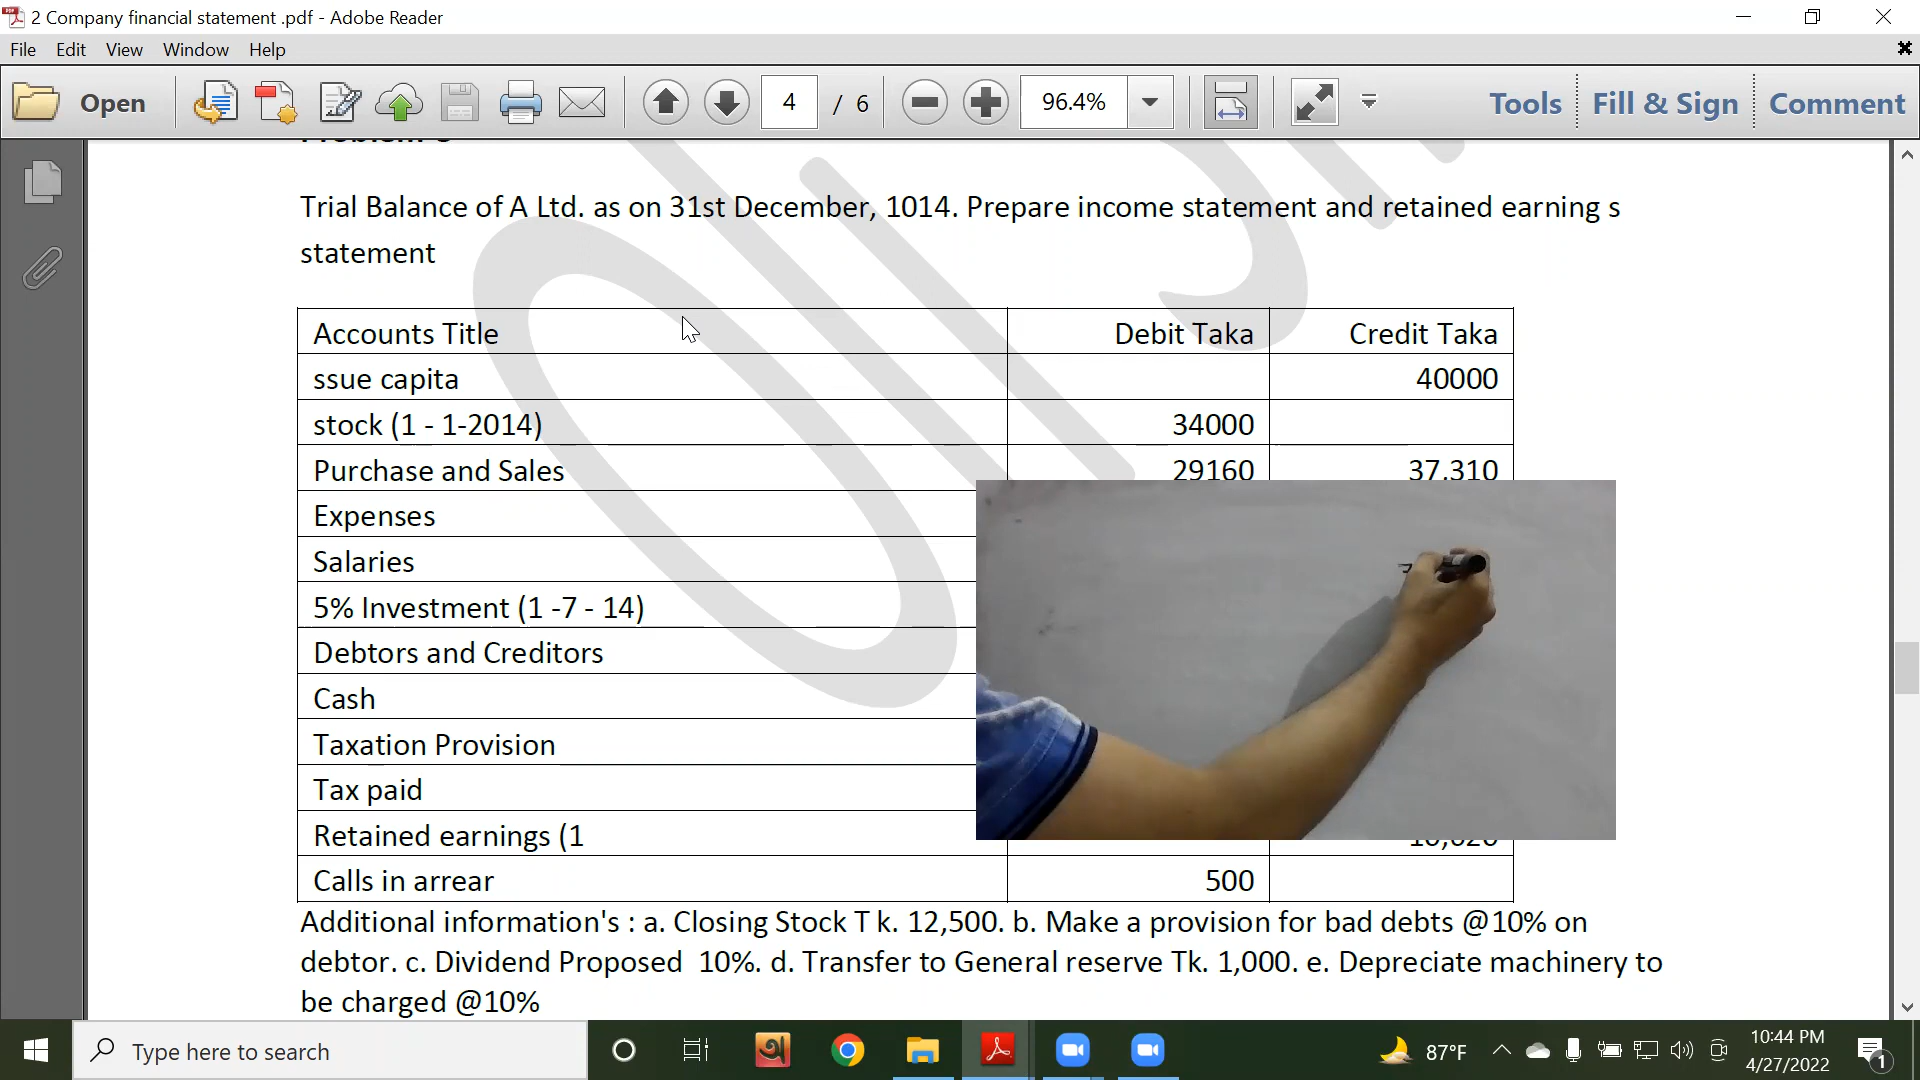 2 Company financial statement .pdf - Adobe Reader
File Edit View Window Help
Open 4 / 6 96.4% Tools Fill & Sign Comment
Trial Balance of A Ltd. as on 31st December, 1014. Prepare income statement and retained earning s
statement
Accounts Title Debit Taka Credit Taka
ssue capita 40000
stock (1 - 1-2014) 34000
Purchase and Sales 29160 37,310
Expenses
Salaries
5% Investment (1 -7 - 14)
Debtors and Creditors
Cash
Taxation Provision
Tax paid
Retained earnings (1
Calls in arrear 500
Additional information's : a. Closing Stock T k. 12,500. b. Make a provision for bad debts @10% on
debtor. c. Dividend Proposed 10%. d. Transfer to General reserve Tk. 1,000. e. Depreciate machinery to
be charged @10%
Type here to search 87°F 10:44 PM
4/27/2022 1